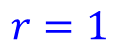 r = 1